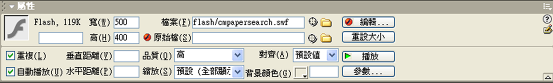 屬性
Flash, 119K 寬(W) 500 檔案(F) flash/cmpapersearch.swf 編輯...
高(H) 400 原始檔(S) 重設大小
重複(L) 垂直距離(V) 品質(Q) 高 對齊(A) 預設值 播放
自動播放(U) 水平距離(P) 縮放(S) 預設 (全部顯示 背景顏色(G) 參數...